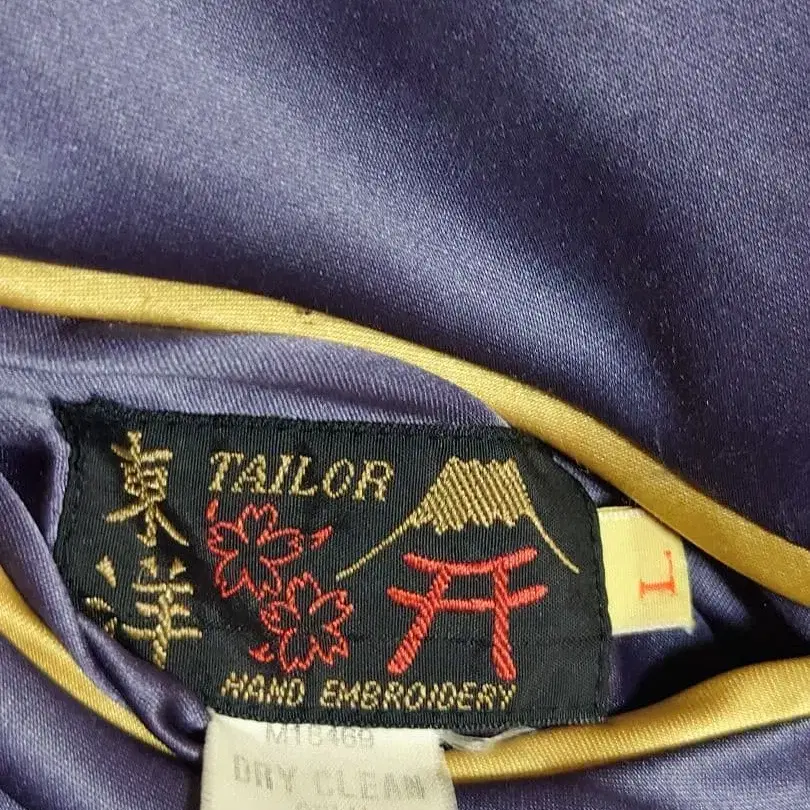 東洋
TAILOR
HAND EMBROIDERY
L
DRY CLEAN